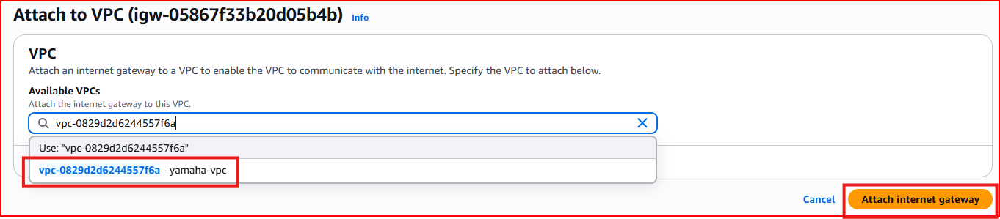 Attach to VPC (igw-05867f33b20d05b4b) Info
VPC
Attach an internet gateway to a VPC to enable the VPC to communicate with the internet. Specify the VPC to attach below.
Available VPCs
Attach the internet gateway to this VPC.
vpc-0829d2d6244557f6a
Use: "vpc-0829d2d6244557f6a"
vpc-0829d2d6244557f6a - yamaha-vpc
Cancel Attach internet gateway